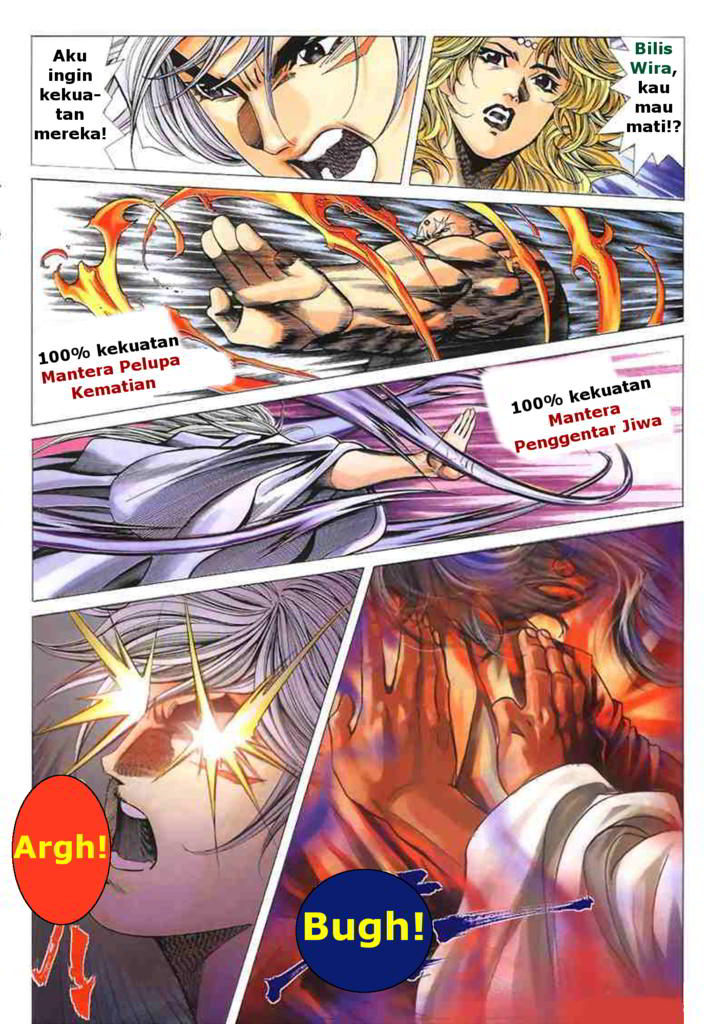 Aku
ingin
kekua-
tan
mereka!
Bilis
Wira,
kau
mau
mati!?
100% kekuatan
Mantera Pelupa
Kematian
100% kekuatan
Mantera
Penggentar Jiwa
Argh!
Bugh!